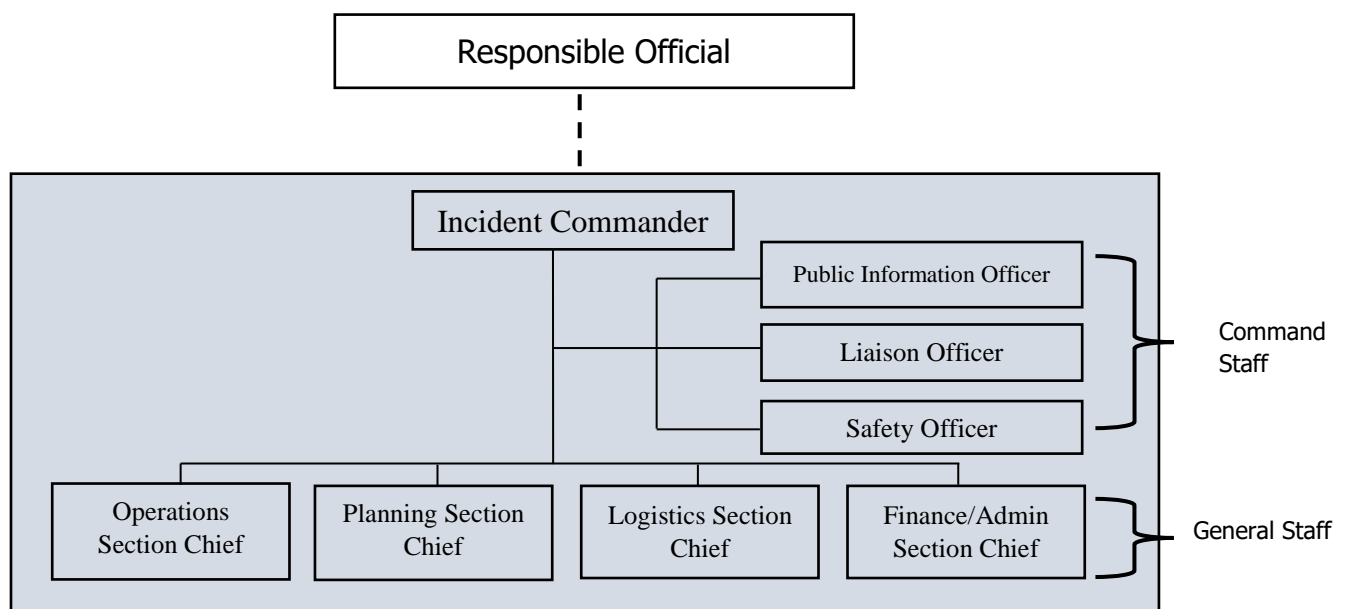 Responsible Official
Incident Commander
Public Information Officer
Liaison Officer
Safety Officer
Command
Staff
Operations
Section Chief
Planning Section
Chief
Logistics Section
Chief
Finance/Admin
Section Chief
General Staff